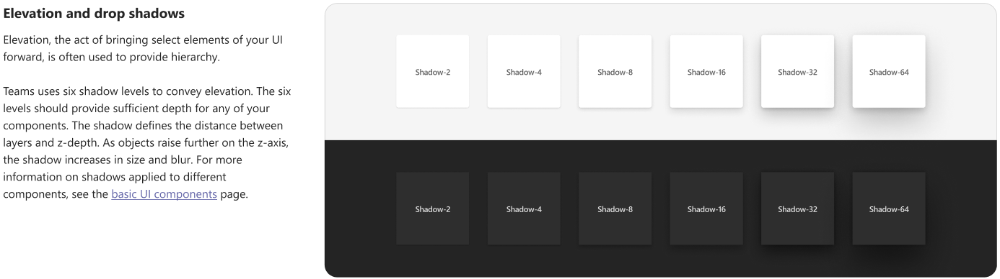 Elevation and drop shadows
Elevation, the act of bringing select elements of your UI
forward, is often used to provide hierarchy.
Teams uses six shadow levels to convey elevation. The six
levels should provide sufficient depth for any of your
components. The shadow defines the distance between
layers and z-depth. As objects raise further on the z-axis,
the shadow increases in size and blur. For more
information on shadows applied to different
components, see the basic UI components page.
Shadow-2 Shadow-4 Shadow-8 Shadow-16 Shadow-32 Shadow-64
Shadow-2 Shadow-4 Shadow-8 Shadow-16 Shadow-32 Shadow-64